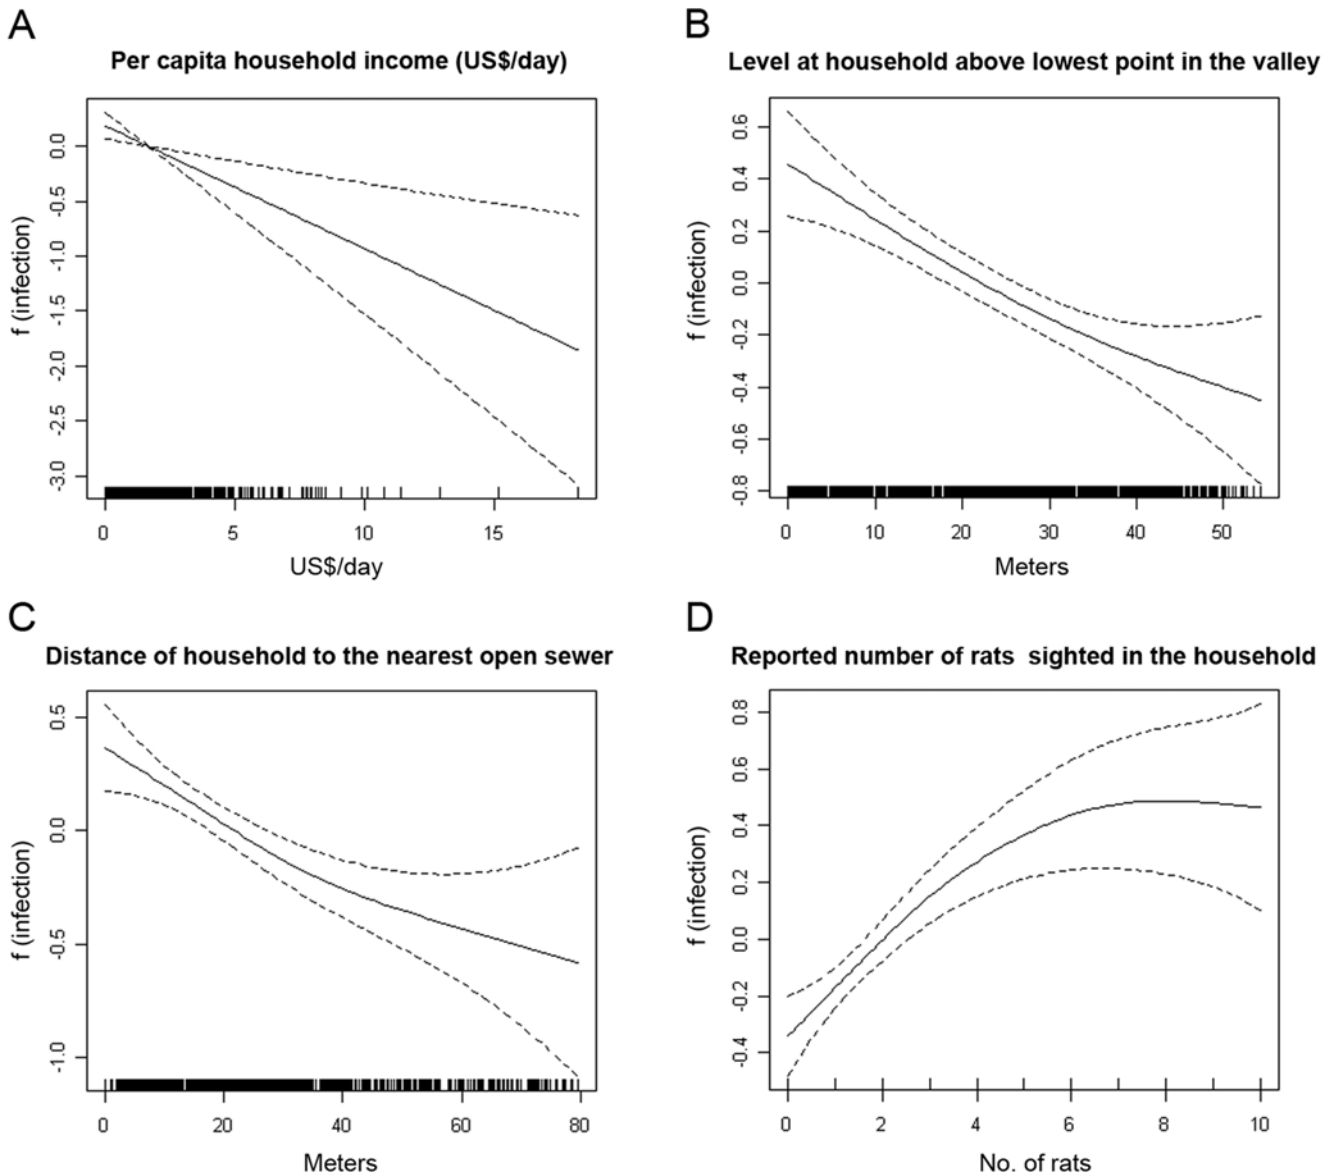 A
Per capita household income (US$/day)
f (infection)
0.0
-0.5
-1.0
-1.5
-2.0
-2.5
-3.0
0 5 10 15
US$/day
B
Level at household above lowest point in the valley
f (infection)
0.6
0.4
0.2
0.0
-0.2
-0.4
-0.6
-0.8
0 10 20 30 40 50
Meters
C
Distance of household to the nearest open sewer
f (infection)
0.5
0.0
-0.5
-1.0
0 20 40 60 80
Meters
D
Reported number of rats sighted in the household
f (infection)
0.8
0.6
0.4
0.2
0.0
-0.2
-0.4
0 2 4 6 8 10
No. of rats